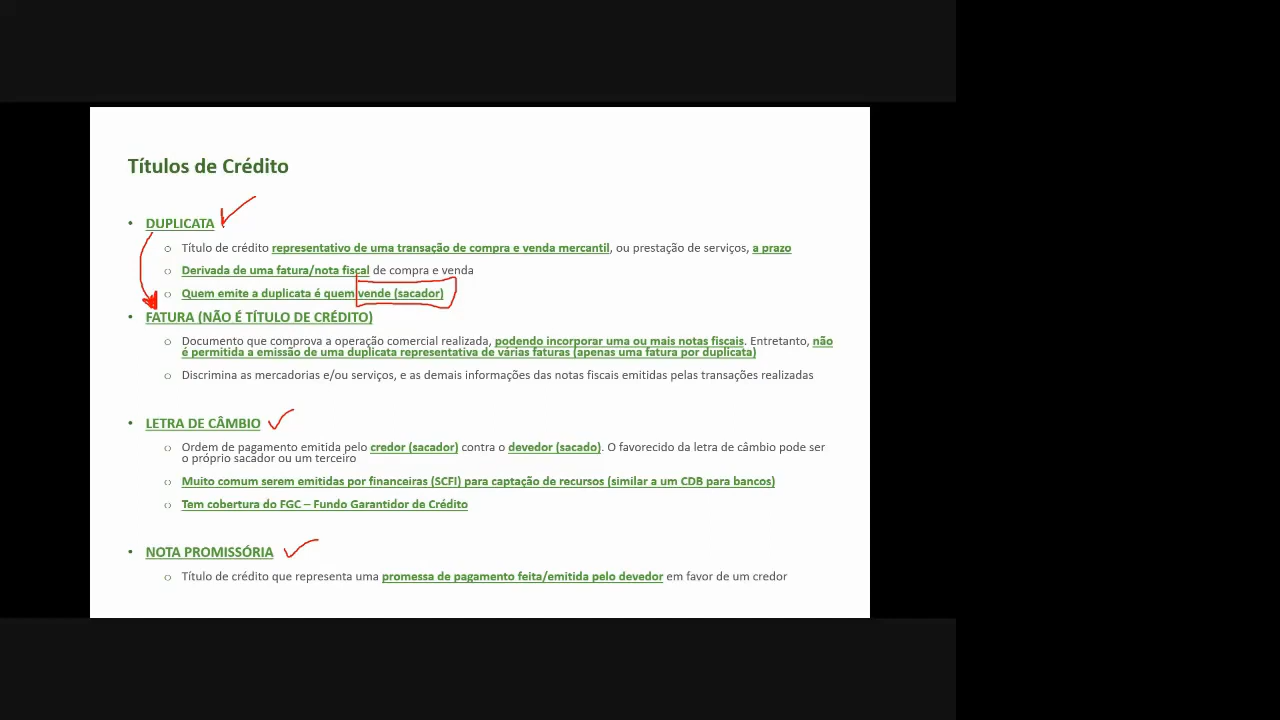 Títulos de Crédito
• DUPLICATA
o Título de crédito representativo de uma transação de compra e venda mercantil, ou prestação de serviços, a prazo
o Derivada de uma fatura/nota fiscal de compra e venda
o Quem emite a duplicata é quem vende (sacador)
• FATURA (NÃO É TÍTULO DE CRÉDITO)
o Documento que comprova a operação comercial realizada, podendo incorporar uma ou mais notas fiscais. Entretanto, não
é permitida a emissão de uma duplicata representativa de várias faturas (apenas uma fatura por duplicata)
o Discrimina as mercadorias e/ou serviços, e as demais informações das notas fiscais emitidas pelas transações realizadas
• LETRA DE CÂMBIO
o Ordem de pagamento emitida pelo credor (sacador) contra o devedor (sacado). O favorecido da letra de câmbio pode ser
o próprio sacador ou um terceiro
o Muito comum serem emitidas por financeiras (SCFI) para captação de recursos (similar a um CDB para bancos)
o Tem cobertura do FGC – Fundo Garantidor de Crédito
• NOTA PROMISSÓRIA
o Título de crédito que representa uma promessa de pagamento feita/emitida pelo devedor em favor de um credor